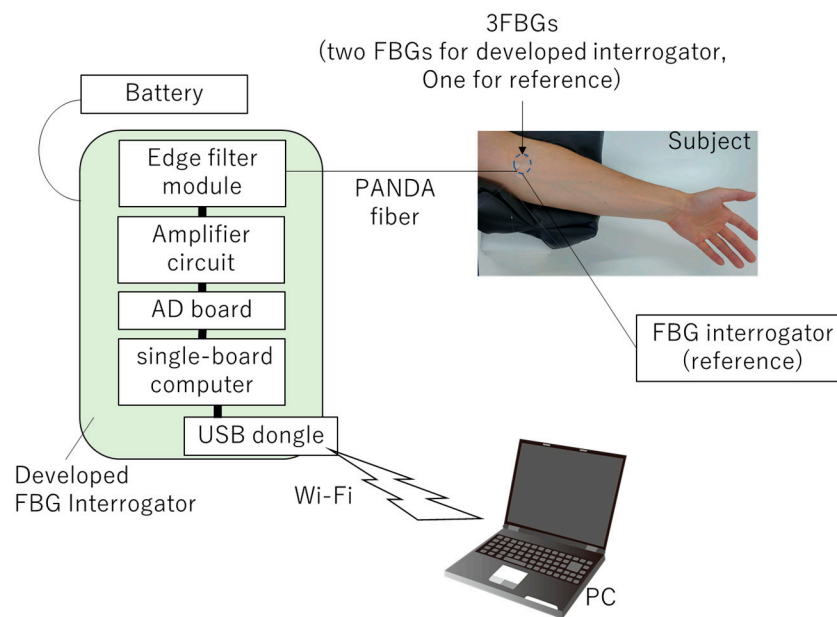 3FBGs
(two FBGs for developed interrogator,
One for reference)
Battery
Subject
Edge filter
module
PANDA
fiber
Amplifier
circuit
AD board
FBG interrogator
(reference)
single-board
computer
USB dongle
Developed
FBG Interrogator
Wi-Fi
PC